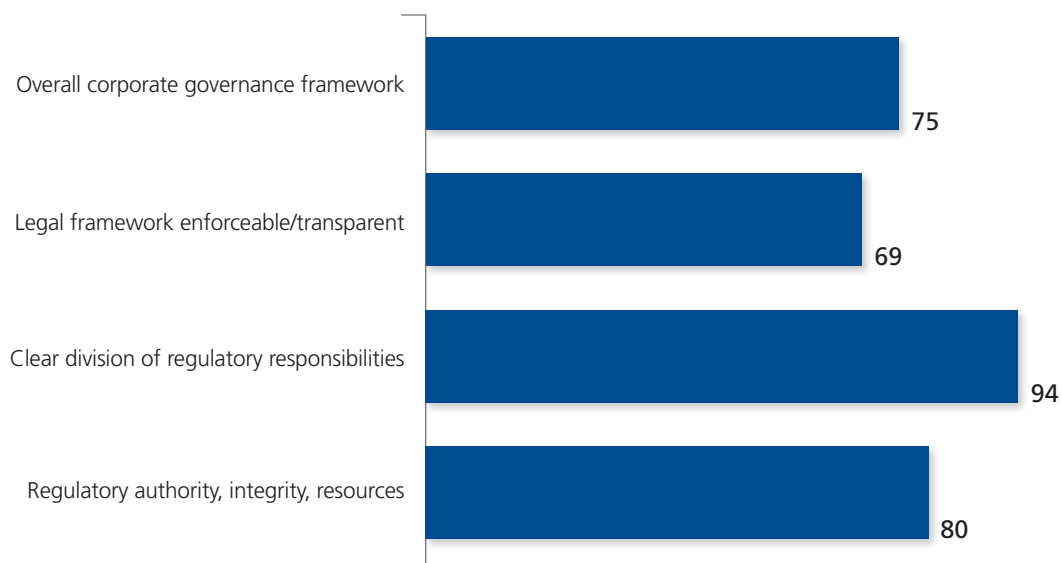 Overall corporate governance framework
75
Legal framework enforceable/transparent
69
Clear division of regulatory responsibilities
94
Regulatory authority, integrity, resources
80